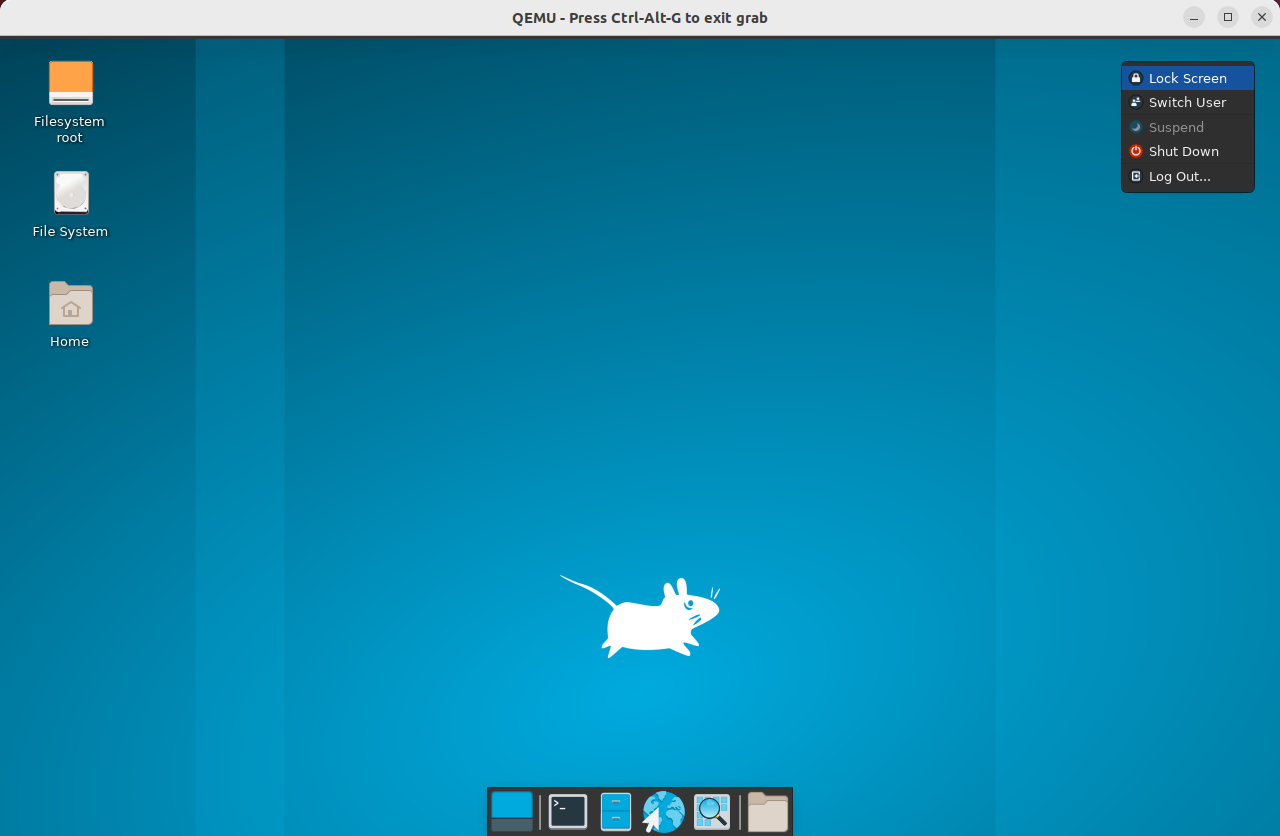 QEMU - Press Ctrl-Alt-G to exit grab
Filesystem
root
File System
Home
Lock Screen
Switch User
Suspend
Shut Down
Log Out...
>_